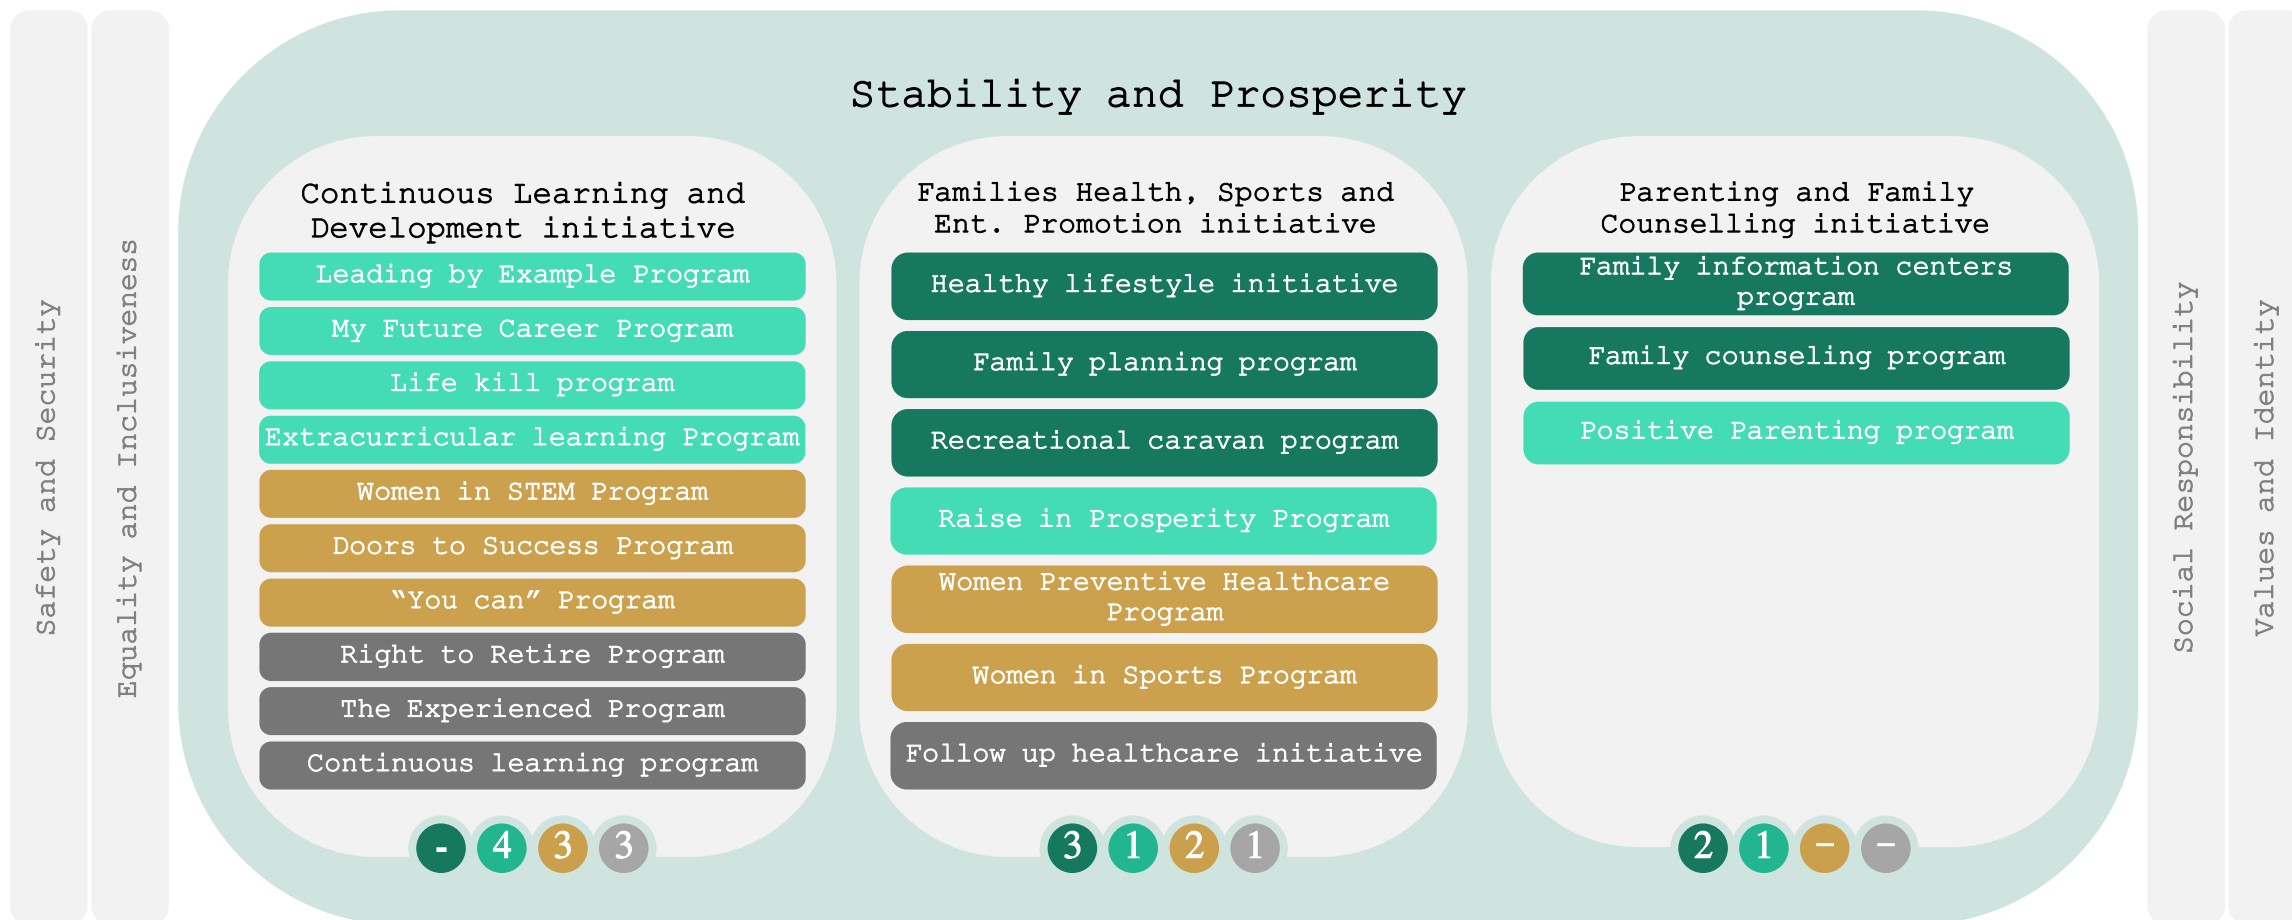 Safety and Security
Equality and Inclusiveness
Stability and Prosperity
Continuous Learning and
Development initiative
Leading by Example Program
My Future Career Program
Life kill program
Extracurricular learning Program
Women in STEM Program
Doors to Success Program
“You can” Program
Right to Retire Program
The Experienced Program
Continuous learning program
- 4 3 3
Families Health, Sports and
Ent. Promotion initiative
Healthy lifestyle initiative
Family planning program
Recreational caravan program
Raise in Prosperity Program
Women Preventive Healthcare
Program
Women in Sports Program
Follow up healthcare initiative
3 1 2 1
Parenting and Family
Counselling initiative
Family information centers
program
Family counseling program
Positive Parenting program
2 1 – –
Social Responsibility
Values and Identity